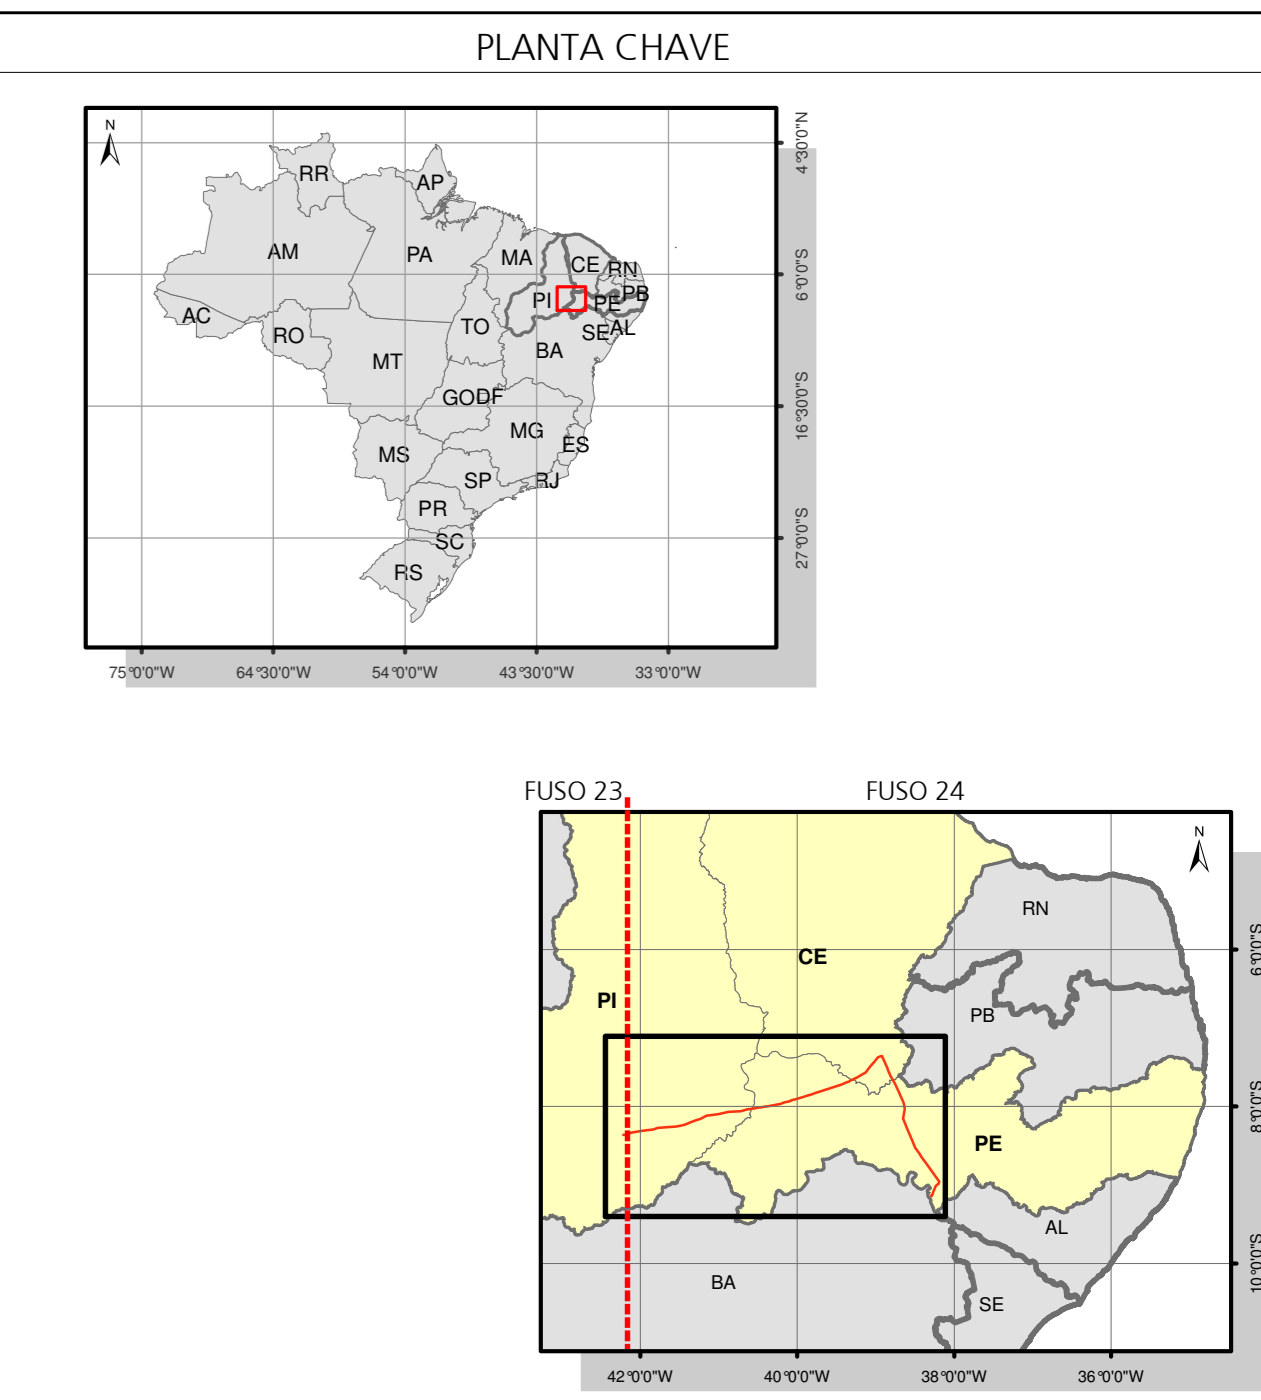 PLANTA CHAVE
N
4°30'0"N
RR
AP
AM
PA
MA
CE
RN
6°0'0"S
PI
PE
PB
AC
RO
TO
SE
AL
MT
BA
GO
DF
16°30'0"S
MG
ES
MS
SP
RJ
PR
SC
27°0'0"S
RS
75°0'0"W 64°30'0"W 54°0'0"W 43°30'0"W 33°0'0"W
FUSO 23 FUSO 24
N
RN
6°0'0"S
CE
PI
PB
8°0'0"S
PE
AL
10°0'0"S
BA
SE
42°0'0"W 40°0'0"W 38°0'0"W 36°0'0"W